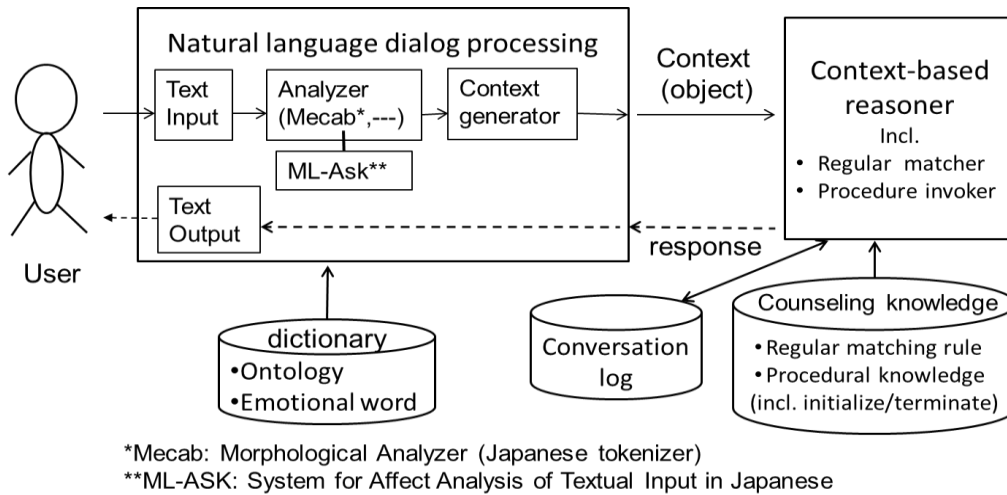 Natural language dialog processing
Text
Input
Analyzer
(Mecab*,---)
Context
generator
ML-Ask**
Text
Output
User
Context
(object)
response
Context-based
reasoner
Incl.
• Regular matcher
• Procedure invoker
dictionary
•Ontology
•Emotional word
Conversation
log
Counseling knowledge
•Regular matching rule
•Procedural knowledge
(incl. initialize/terminate)
*Mecab: Morphological Analyzer (Japanese tokenizer)
**ML-ASK: System for Affect Analysis of Textual Input in Japanese